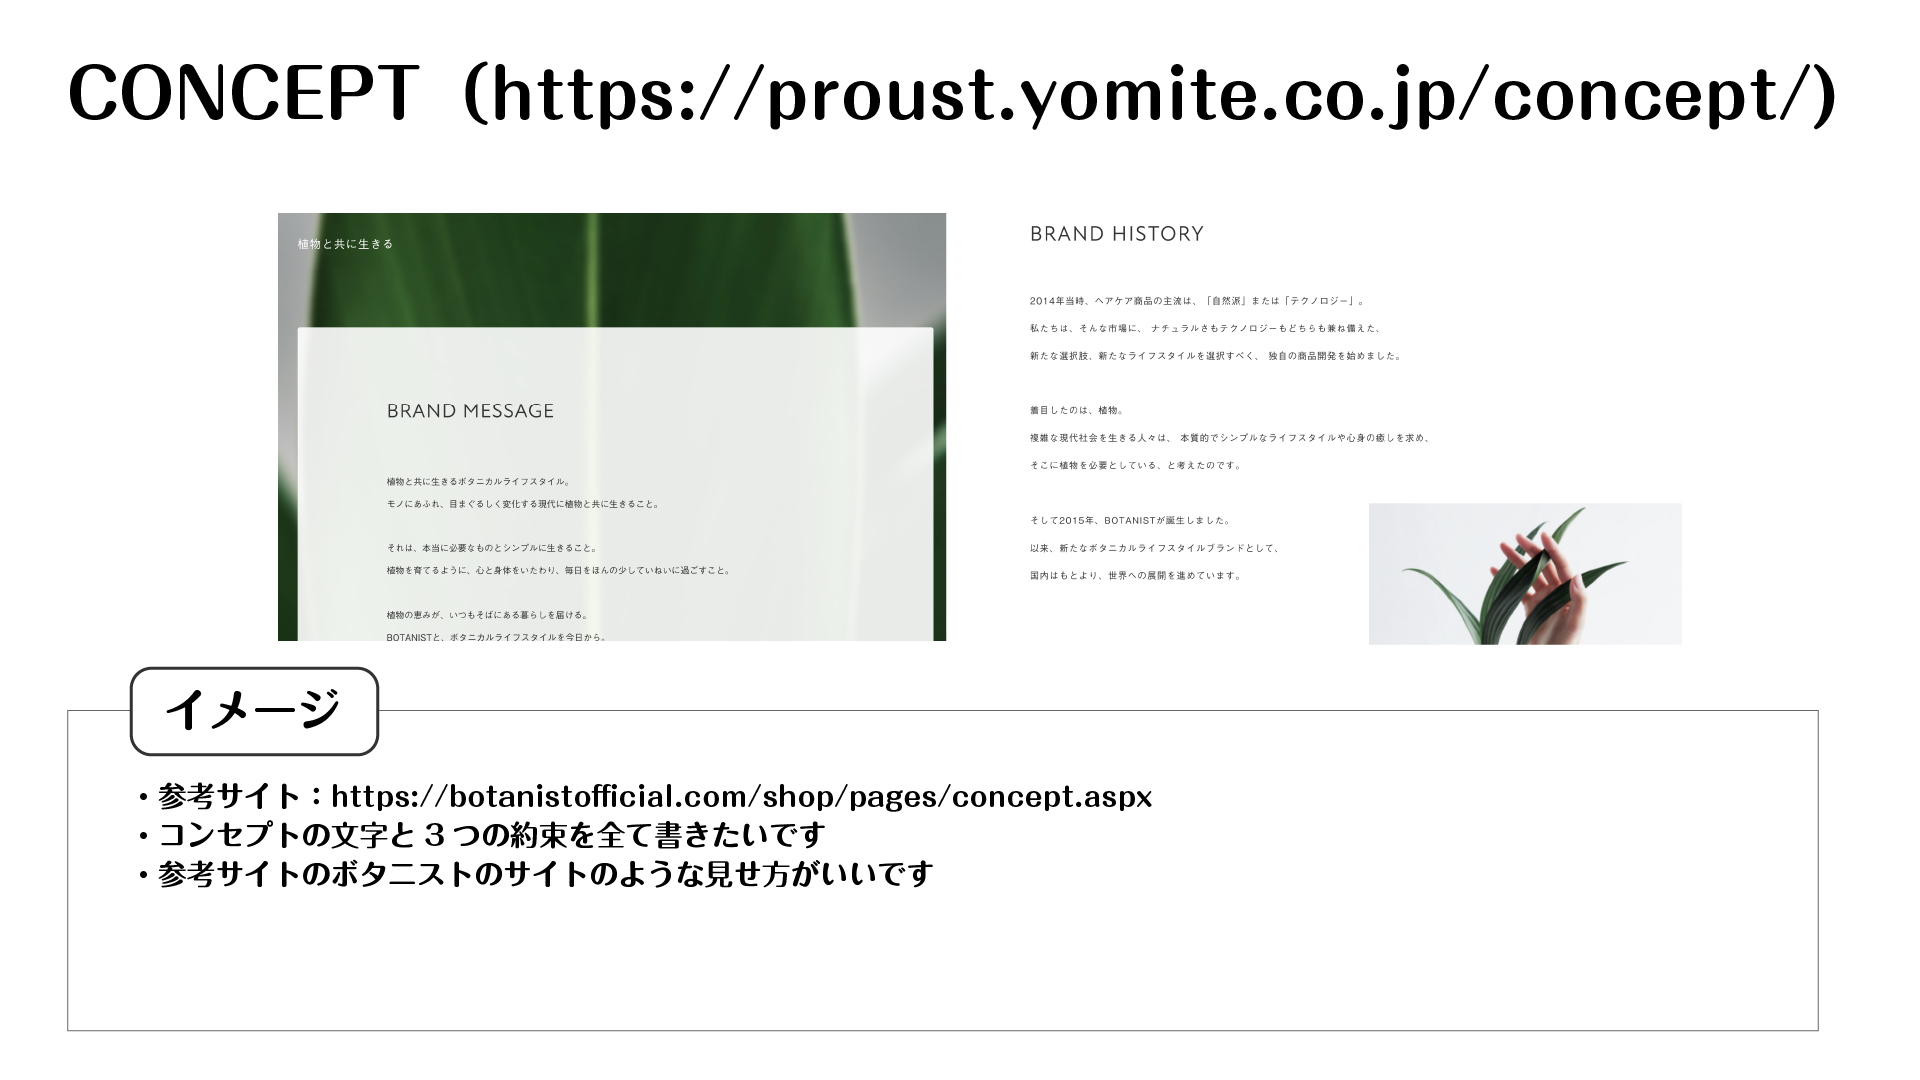 CONCEPT（https://proust.yomite.co.jp/concept/)
植物と共に生きる
BRAND MESSAGE
植物と共に生きるボタニカルライフスタイル。
モノにあふれ、目まぐるしく変化する現代に植物と共に生きること。
それは、本当に必要なものとシンプルに生きること。
植物を育てるように、心と身体をいたわり、毎日をほんの少していねいに過ごすこと。
植物の恵みが、いつもそばにある暮らしを届ける。
BOTANISTと、ボタニカルライフスタイルを今日から。
BRAND HISTORY
2014年当時、ヘアケア商品の主流は、「自然派」または「テクノロジー」。
私たちは、そんな市場に、 ナチュラルさもテクノロジーもどちらも兼ね備えた、
新たな選択肢、新たなライフスタイルを選択すべく、 独自の商品開発を始めました。
着目したのは、植物。
複雑な現代社会を生きる人々は、 本質的でシンプルなライフスタイルや心身の癒しを求め、
そこに植物を必要としている、と考えたのです。
そして2015年、BOTANISTが誕生しました。
以来、新たなボタニカルライフスタイルブランドとして、
国内はもとより、世界への展開を進めています。
イメージ
・参考サイト：https://botanistofficial.com/shop/pages/concept.aspx
・コンセプトの文字と３つの約束を全て書きたいです
・参考サイトのボタニストのサイトのような見せ方がいいです